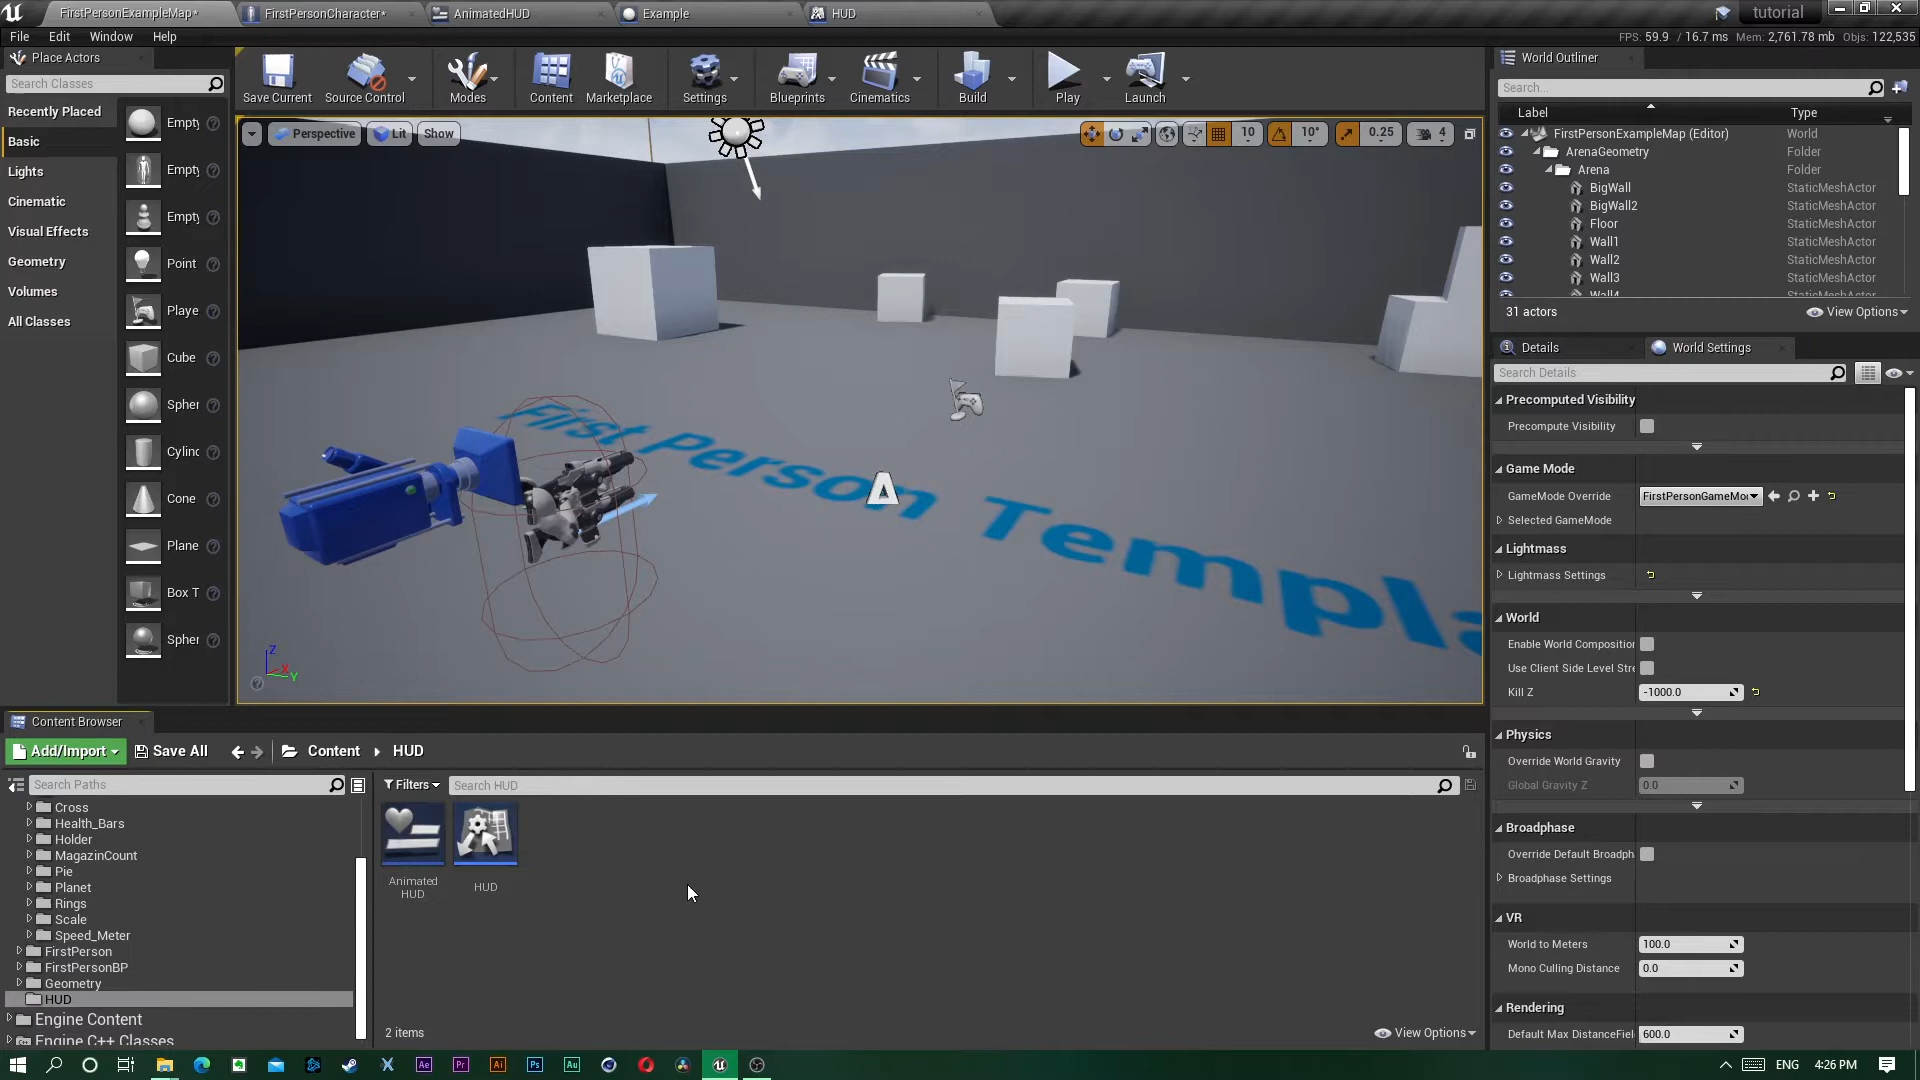 FirstPersonExampleMap*
FirstPersonCharacter*
AnimatedHUD
Example
HUD
tutorial
File
Edit
Window
Help
FPS: 59.9 / 16.7 ms Mem: 2,761.78 mb Objs: 122,535
Place Actors
Search Classes
Recently Placed
Basic
Lights
Cinematic
Visual Effects
Geometry
Volumes
All Classes
Empty
Empty
Empty
Point
Playe
Cube
Spher
Cylind
Cone
Plane
Box T
Spher
Save Current
Source Control
Modes
Content
Marketplace
Settings
Blueprints
Cinematics
Build
Play
Launch
Perspective
Lit
Show
10
10°
0.25
4
First Person Templa
Z
X
Y
World Outliner
Search...
Label
Type
FirstPersonExampleMap (Editor)
World
ArenaGeometry
Folder
Arena
Folder
BigWall
StaticMeshActor
BigWall2
StaticMeshActor
Floor
StaticMeshActor
Wall1
StaticMeshActor
Wall2
StaticMeshActor
Wall3
StaticMeshActor
Wall4
StaticMeshActor
31 actors
View Options
Details
World Settings
Search Details
Precomputed Visibility
Precompute Visibility
Game Mode
GameMode Override
FirstPersonGameMo
Selected GameMode
Lightmass
Lightmass Settings
World
Enable World Composition
Use Client Side Level Stre
Kill Z
-1000.0
Physics
Override World Gravity
Global Gravity Z
0.0
Broadphase
Override Default Broadph
Broadphase Settings
VR
World to Meters
100.0
Mono Culling Distance
0.0
Rendering
Default Max DistanceFiel
600.0
Content Browser
Add/Import
Save All
Content
HUD
Search Paths
Filters
Search HUD
Cross
Health_Bars
Holder
MagazinCount
Pie
Planet
Rings
Scale
Speed_Meter
FirstPerson
FirstPersonBP
Geometry
HUD
Engine Content
Engine C++ Classes
Animated
HUD
HUD
2 items
View Options
Ae
Pr
Ai
Ps
Au
ENG
4:26 PM